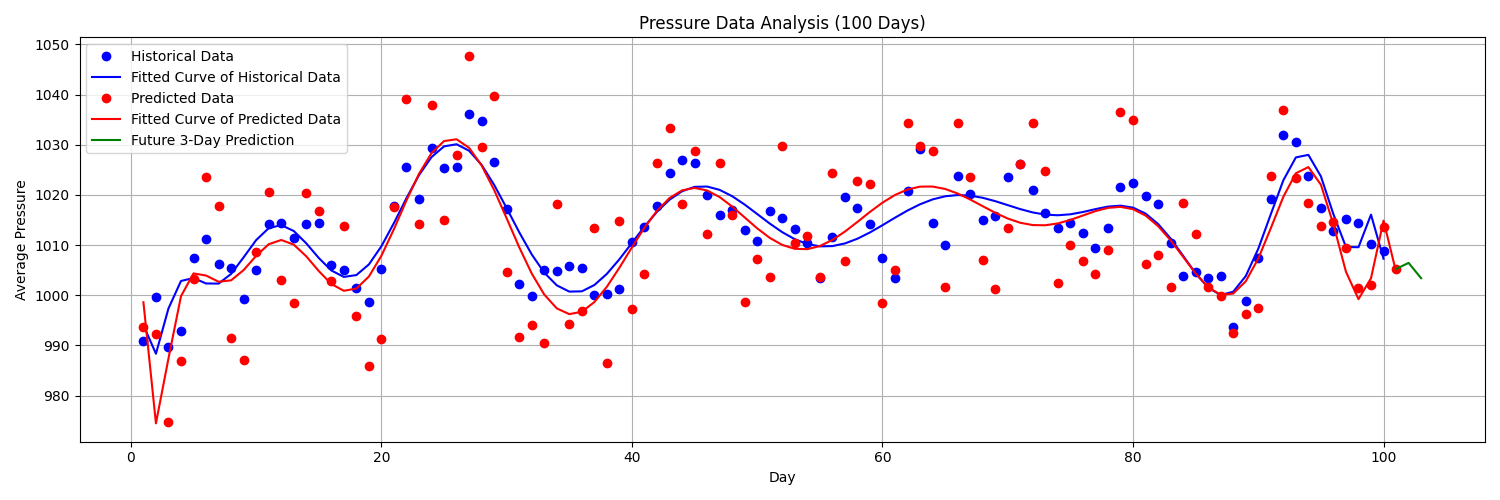 Pressure Data Analysis (100 Days)
Historical Data
Fitted Curve of Historical Data
Predicted Data
Fitted Curve of Predicted Data
Future 3-Day Prediction
Average Pressure
1050
1040
1030
1020
1010
1000
990
980
0 20 40 60 80 100
Day